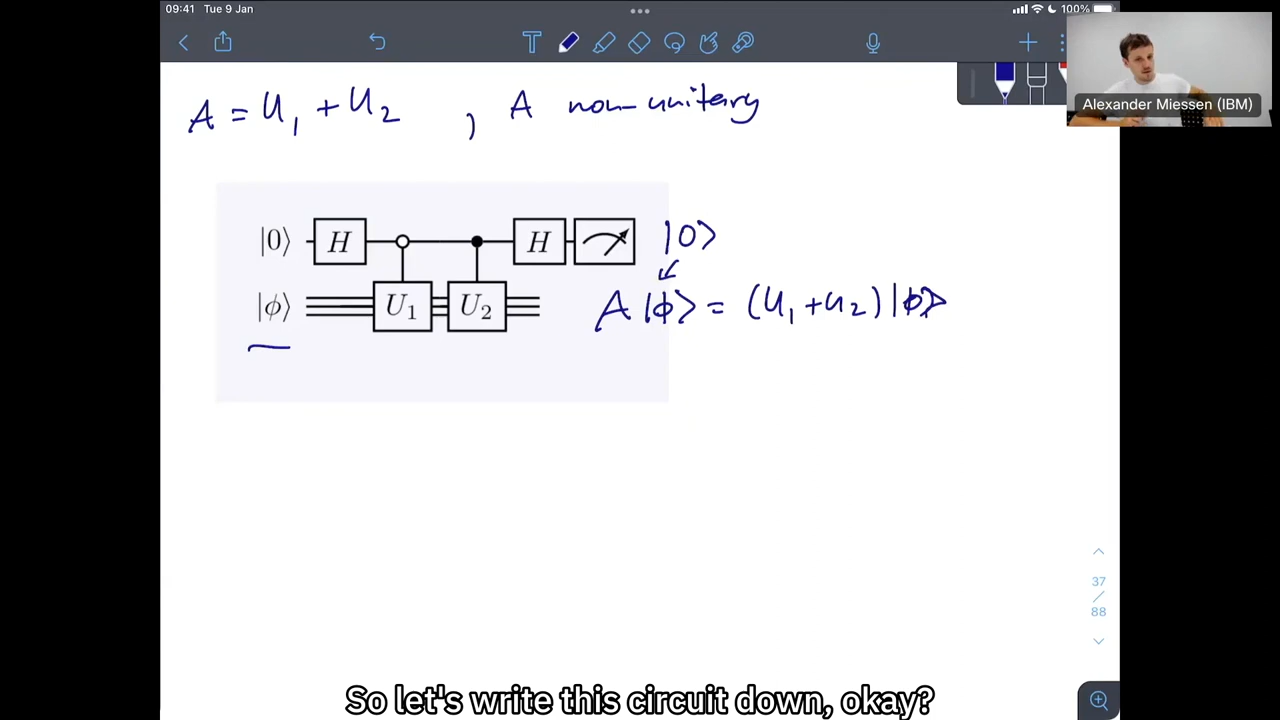 09:41 Tue 9 Jan
100%
T
Alexander Miessen (IBM)
A = U₁ + U₂ , A non-unitary
|0⟩ H H |0⟩
|ϕ⟩ U₁ U₂ A |ϕ⟩ = (U₁ + U₂) |ϕ⟩
37
/
88
So let's write this circuit down, okay?